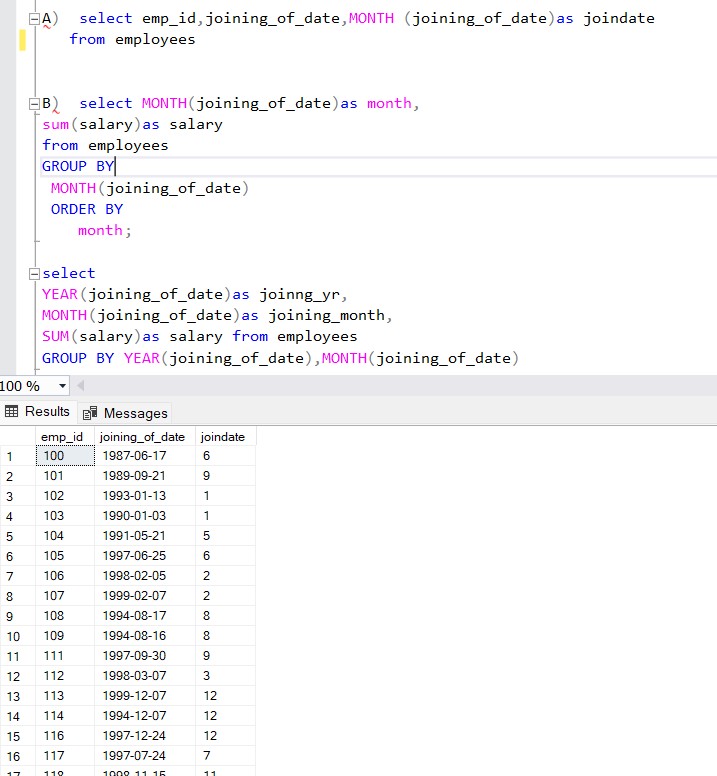 A) select emp_id,joining_of_date,MONTH (joining_of_date)as joindate
from employees
B) select MONTH(joining_of_date)as month,
sum(salary)as salary
from employees
GROUP BY
MONTH(joining_of_date)
ORDER BY
month;
select
YEAR(joining_of_date)as joinng_yr,
MONTH(joining_of_date)as joining_month,
SUM(salary)as salary from employees
GROUP BY YEAR(joining_of_date),MONTH(joining_of_date)
100 %
Results Messages
emp_id joining_of_date joindate
1 100 1987-06-17 6
2 101 1989-09-21 9
3 102 1993-01-13 1
4 103 1990-01-03 1
5 104 1991-05-21 5
6 105 1997-06-25 6
7 106 1998-02-05 2
8 107 1999-02-07 2
9 108 1994-08-17 8
10 109 1994-08-16 8
11 111 1997-09-30 9
12 112 1998-03-07 3
13 113 1999-12-07 12
14 114 1994-12-07 12
15 116 1997-12-24 12
16 117 1997-07-24 7
17 118 1998-11-15 11